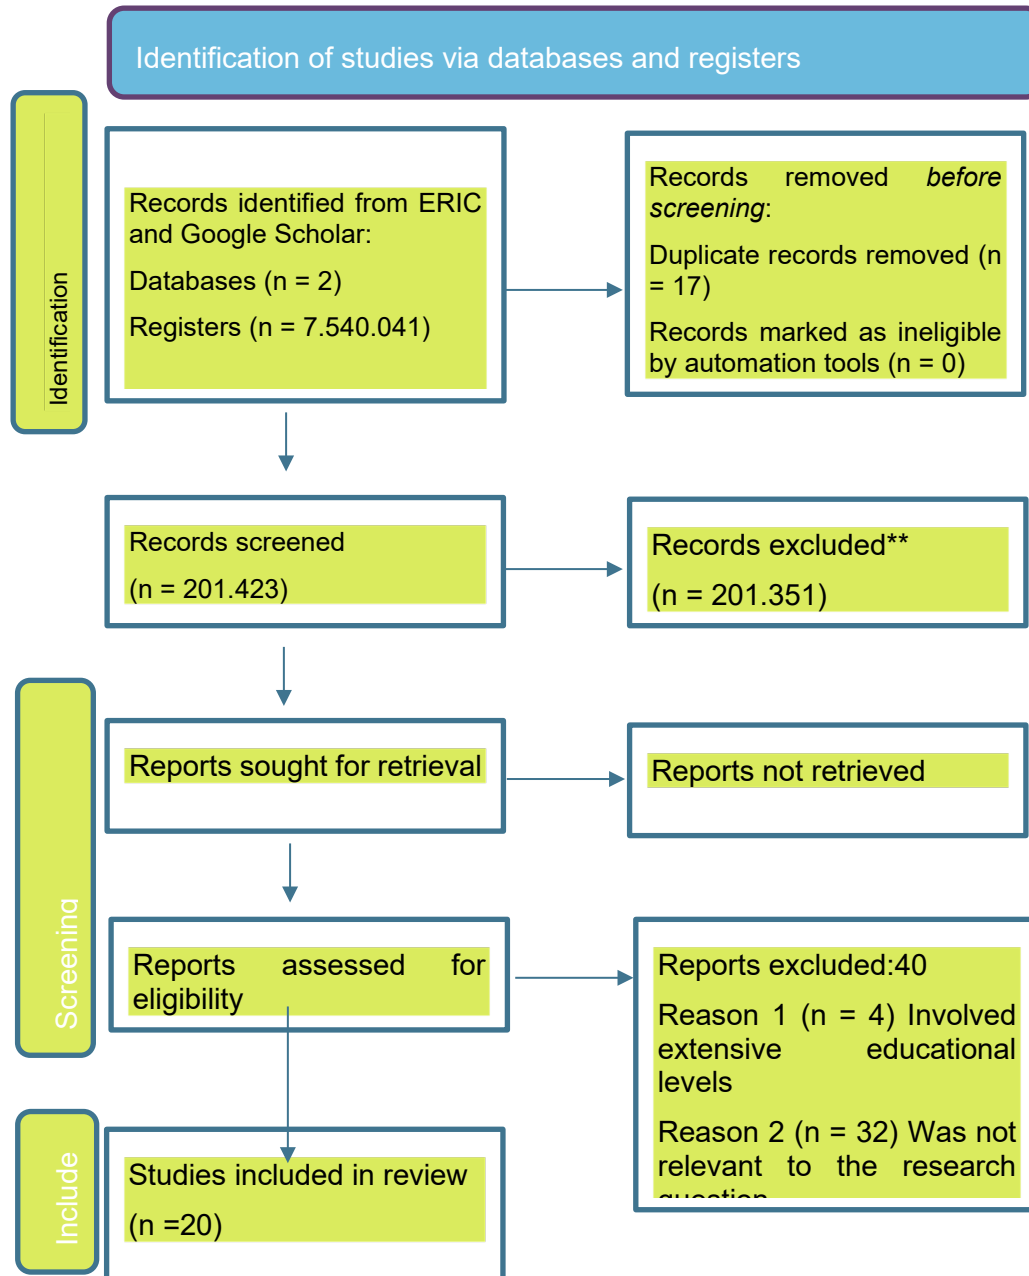 Identification of studies via databases and registers
Identification
Records identified from ERIC
and Google Scholar:
Databases (n = 2)
Registers (n = 7.540.041)
Records removed before
screening:
Duplicate records removed (n
= 17)
Records marked as ineligible
by automation tools (n = 0)
Records screened
(n = 201.423)
Records excluded**
(n = 201.351)
Screening
Reports sought for retrieval
Reports not retrieved
Reports assessed for
eligibility
Reports excluded:40
Reason 1 (n = 4) Involved
extensive educational
levels
Reason 2 (n = 32) Was not
relevant to the research
question
Include
Studies included in review
(n =20)